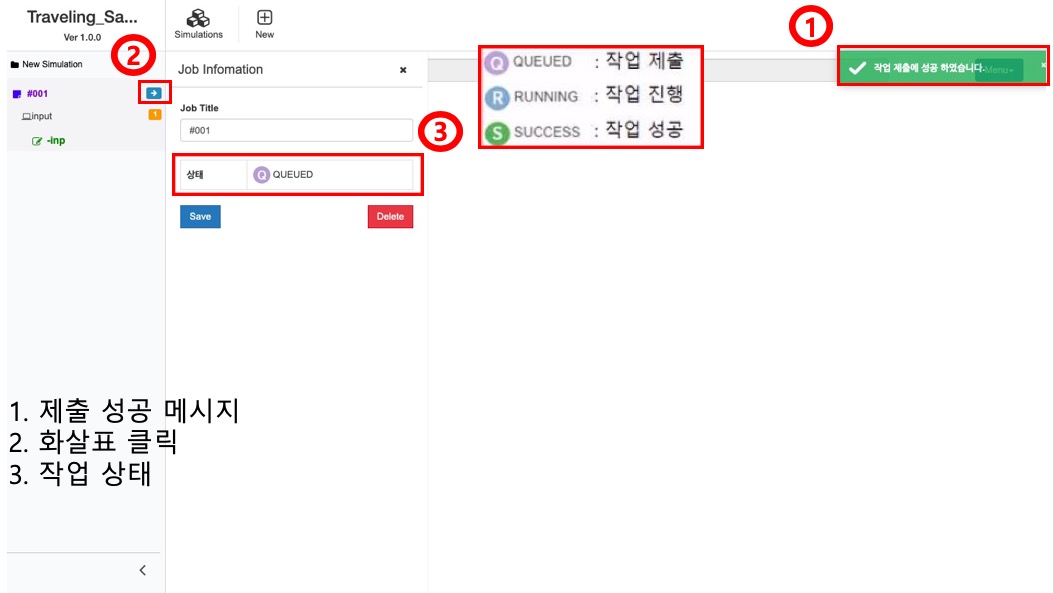 Traveling_Sa...
Ver 1.0.0
Simulations
New
1
2
New Simulation
Job Infomation
×
Q QUEUED : 작업 제출
R RUNNING : 작업 진행
S SUCCESS : 작업 성공
작업 제출에 성공 하였습니다.
Menu
×
#001
input
1
-inp
Job Title
#001
3
상태
Q QUEUED
Save
Delete
1. 제출 성공 메시지
2. 화살표 클릭
3. 작업 상태